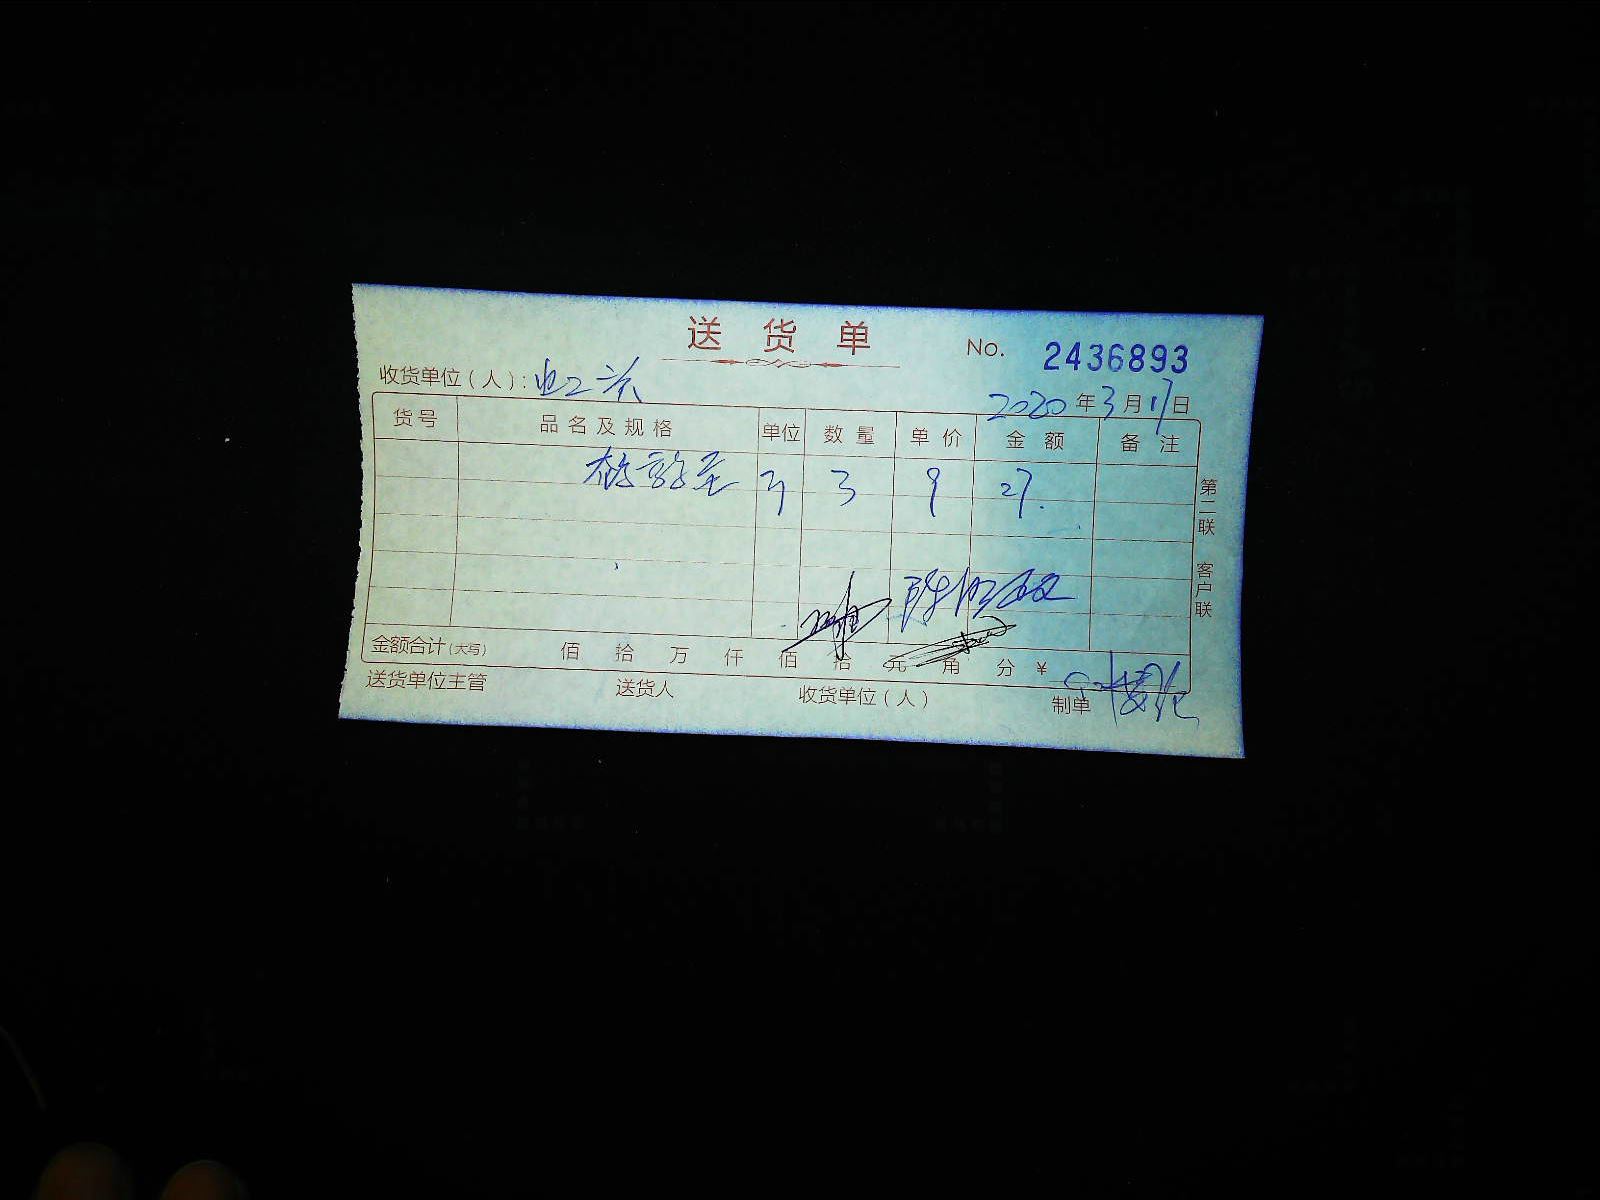 送货单
No. 2436893
收货单位(人):
2020年3月17日
货号 品名及规格 单位 数量 单价 金额 备注
3 9 27.
第二联 客户联
金额合计(大写) 佰 拾 万 仟 佰 拾 元 角 分 ¥
送货单位主管 送货人 收货单位(人) 制单